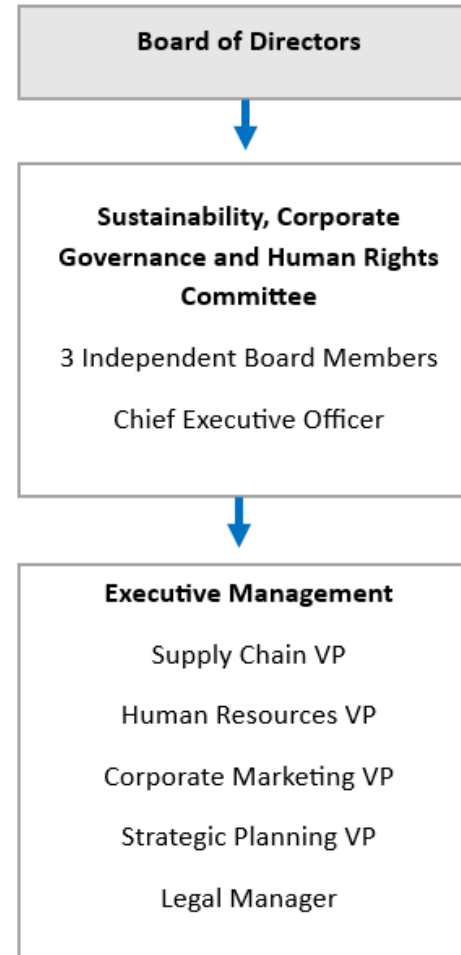 Board of Directors
Sustainability, Corporate
Governance and Human Rights
Committee
3 Independent Board Members
Chief Executive Officer
Executive Management
Supply Chain VP
Human Resources VP
Corporate Marketing VP
Strategic Planning VP
Legal Manager